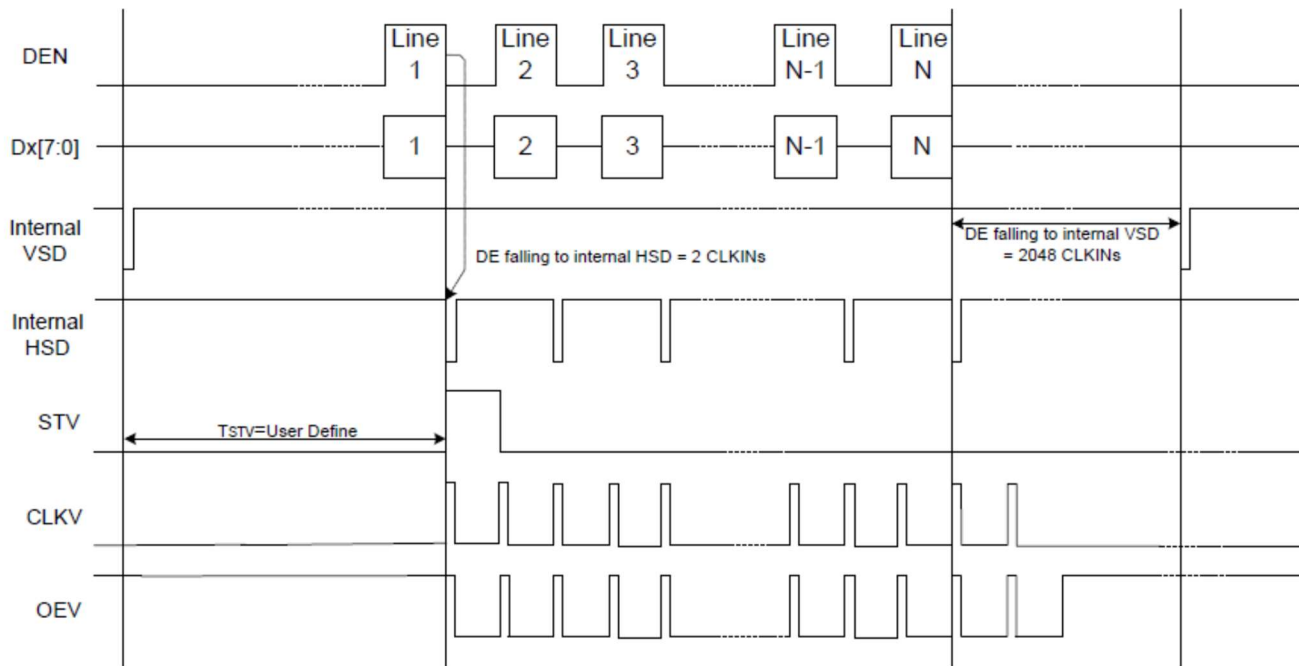 DEN
Line
1
Line
2
Line
3
Line
N-1
Line
N
Dx[7:0]
1
2
3
N-1
N
Internal
VSD
DE falling to internal HSD = 2 CLKINs
DE falling to internal VSD
= 2048 CLKINs
Internal
HSD
STV
TSTV=User Define
CLKV
OEV